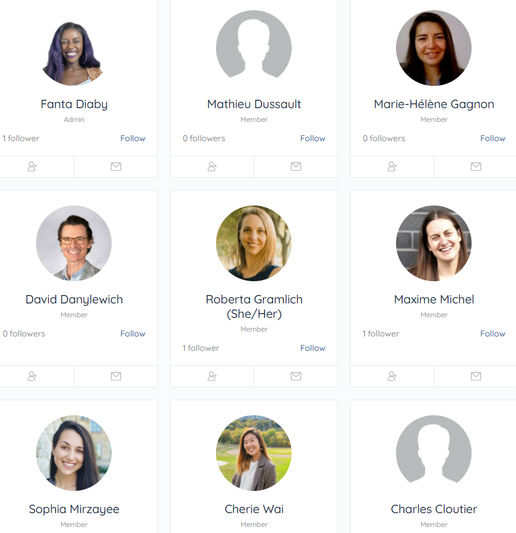 Fanta Diaby
Admin
1 follower Follow
Mathieu Dussault
Member
0 followers Follow
Marie-Hélène Gagnon
Member
0 followers Follow
David Danylewich
Member
0 followers Follow
Roberta Gramlich
(She/Her)
Member
1 follower Follow
Maxime Michel
Member
1 follower Follow
Sophia Mirzayee
Member
Cherie Wai
Member
Charles Cloutier
Member